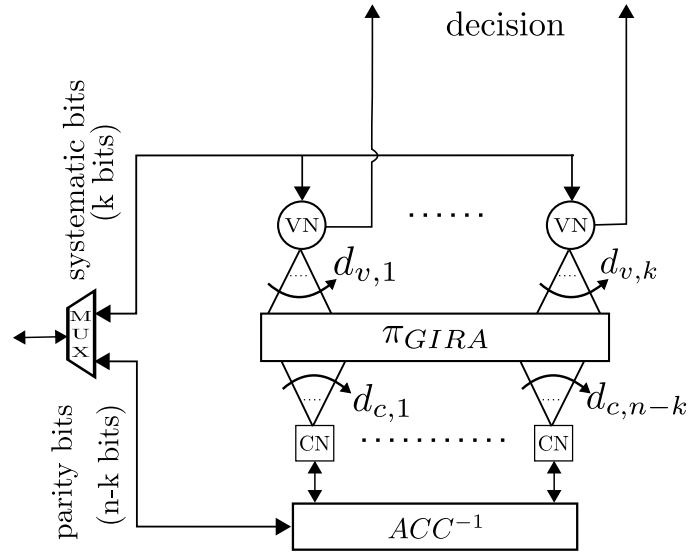 decision
systematic bits
(k bits)
VN
......
VN
....
d_{v,1}
....
d_{v,k}
MUX
π_{GIRA}
....
d_{c,1}
....
d_{c,n−k}
parity bits
(n-k bits)
CN
.............
CN
ACC^{−1}